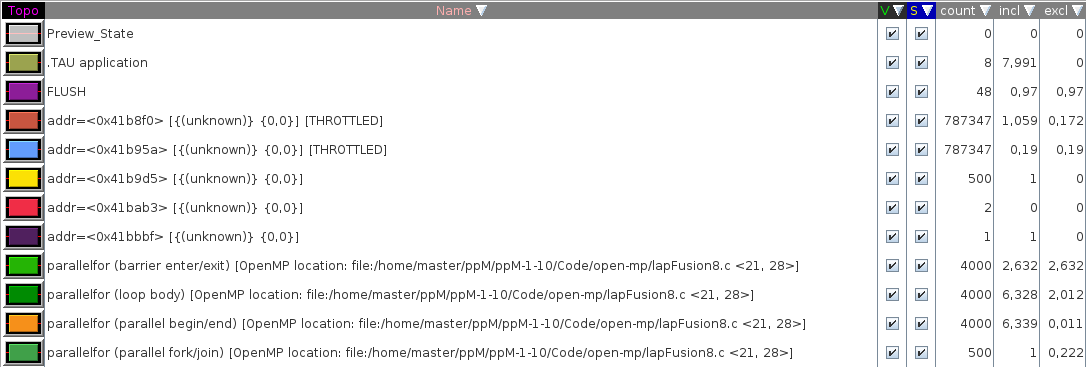 Topo Name V S count incl excl
Preview_State 0 0 0
.TAU application 8 7,991 0
FLUSH 48 0,97 0,97
addr=<0x41b8f0> [{(unknown)} {0,0}] [THROTTLED] 787347 1,059 0,172
addr=<0x41b95a> [{(unknown)} {0,0}] [THROTTLED] 787347 0,19 0,19
addr=<0x41b9d5> [{(unknown)} {0,0}] 500 1 0
addr=<0x41bab3> [{(unknown)} {0,0}] 2 0 0
addr=<0x41bbbf> [{(unknown)} {0,0}] 1 1 0
parallelfor (barrier enter/exit) [OpenMP location: file:/home/master/ppM/ppM-1-10/Code/open-mp/lapFusion8.c <21, 28>] 4000 2,632 2,632
parallelfor (loop body) [OpenMP location: file:/home/master/ppM/ppM-1-10/Code/open-mp/lapFusion8.c <21, 28>] 4000 6,328 2,012
parallelfor (parallel begin/end) [OpenMP location: file:/home/master/ppM/ppM-1-10/Code/open-mp/lapFusion8.c <21, 28>] 4000 6,339 0,011
parallelfor (parallel fork/join) [OpenMP location: file:/home/master/ppM/ppM-1-10/Code/open-mp/lapFusion8.c <21, 28>] 500 1 0,222